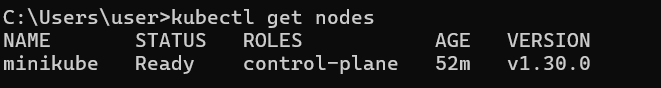 C:\Users\user>kubectl get nodes
NAME       STATUS   ROLES           AGE   VERSION
minikube   Ready    control-plane   52m   v1.30.0